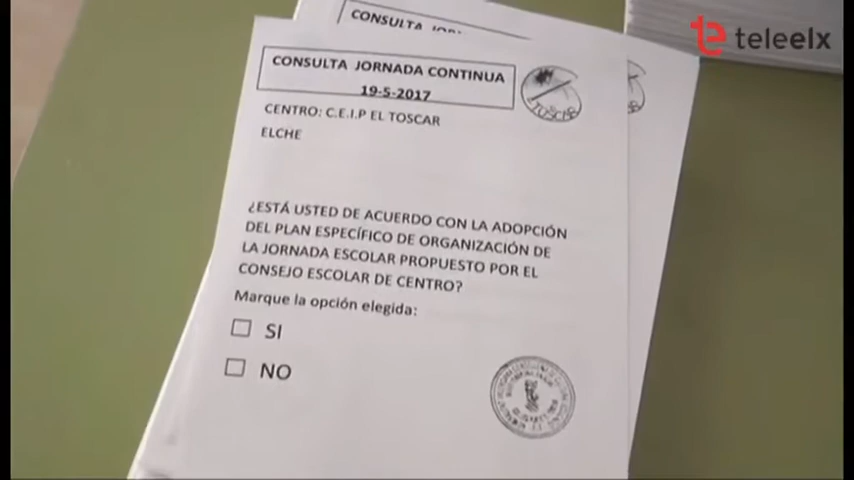 teleelx
CONSULTA
CONSULTA JORNADA CONTINUA
19-5-2017
TOSCAR
CENTRO: C.E.I.P EL TOSCAR
ELCHE
¿ESTÁ USTED DE ACUERDO CON LA ADOPCIÓN
DEL PLAN ESPECÍFICO DE ORGANIZACIÓN DE
LA JORNADA ESCOLAR PROPUESTO POR EL
CONSEJO ESCOLAR DE CENTRO?
Marque la opción elegida:
SI
NO